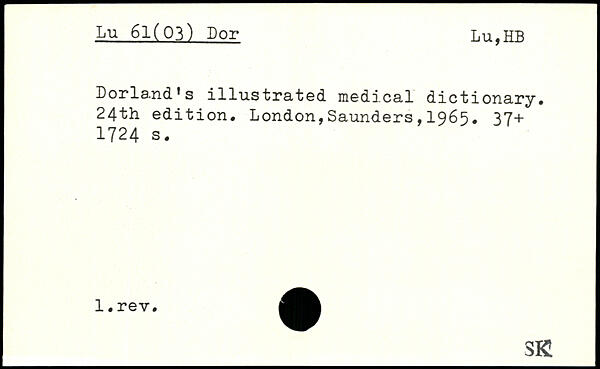 Lu 61(03) Dor
Lu,HB
Dorland's illustrated medical dictionary.
24th edition. London,Saunders,1965. 37+
1724 s.
1.rev.
SK